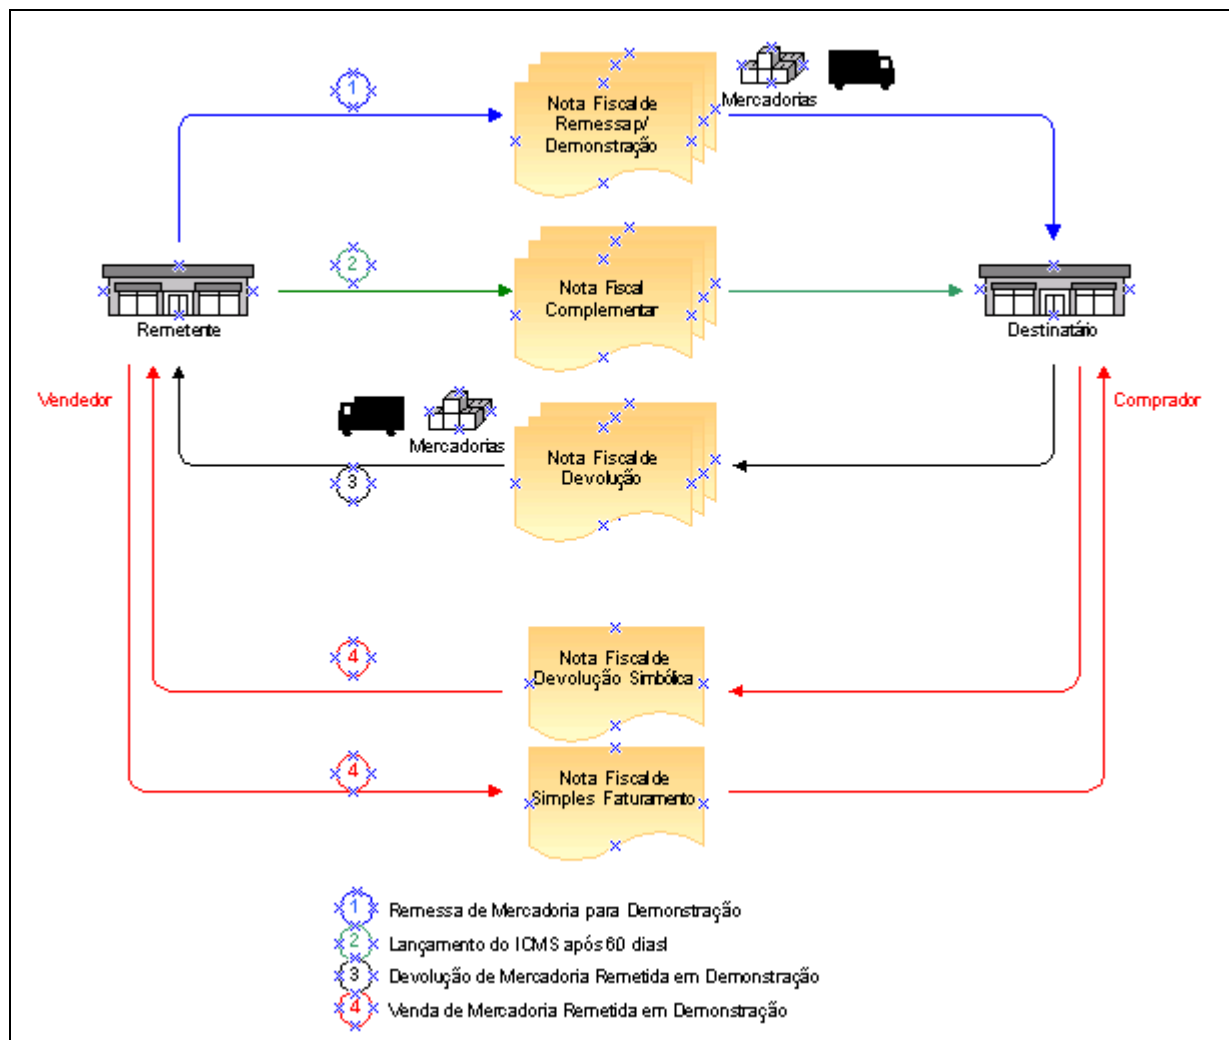 1
Nota Fiscal de
Remessa p/
Demonstração
Mercadorias
2
Nota Fiscal
Complementar
Remetente
Destinatário
Vendedor
Comprador
Mercadorias
3
Nota Fiscal de
Devolução
4
Nota Fiscal de
Devolução Simbólica
4
Nota Fiscal de
Simples Faturamento
1 Remessa de Mercadoria para Demonstração
2 Lançamento do ICMS após 60 diasl
3 Devolução de Mercadoria Remetida em Demonstração
4 Venda de Mercadoria Remetida em Demonstração